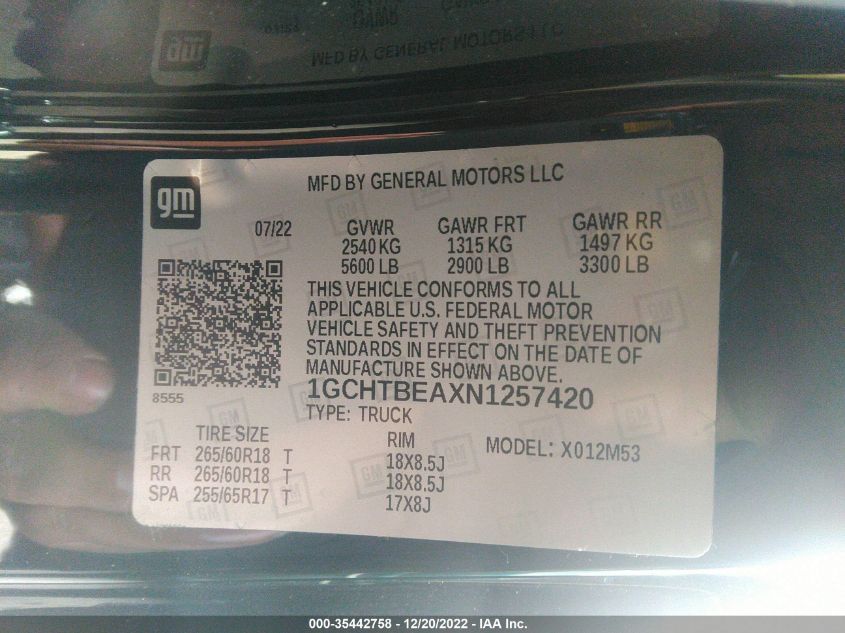 MFD BY GENERAL MOTORS LLC
gm
07/22
GVWR GAWR FRT GAWR RR
2540 KG 1315 KG 1497 KG
5600 LB 2900 LB 3300 LB
THIS VEHICLE CONFORMS TO ALL
APPLICABLE U.S. FEDERAL MOTOR
VEHICLE SAFETY AND THEFT PREVENTION
STANDARDS IN EFFECT ON THE DATE OF
MANUFACTURE SHOWN ABOVE.
8555
1GCHTBEAXN1257420
TYPE: TRUCK
TIRE SIZE RIM MODEL: X012M53
FRT 265/60R18 T 18X8.5J
RR 265/60R18 T 18X8.5J
SPA 255/65R17 T 17X8J
000-35442758 - 12/20/2022 - IAA Inc.